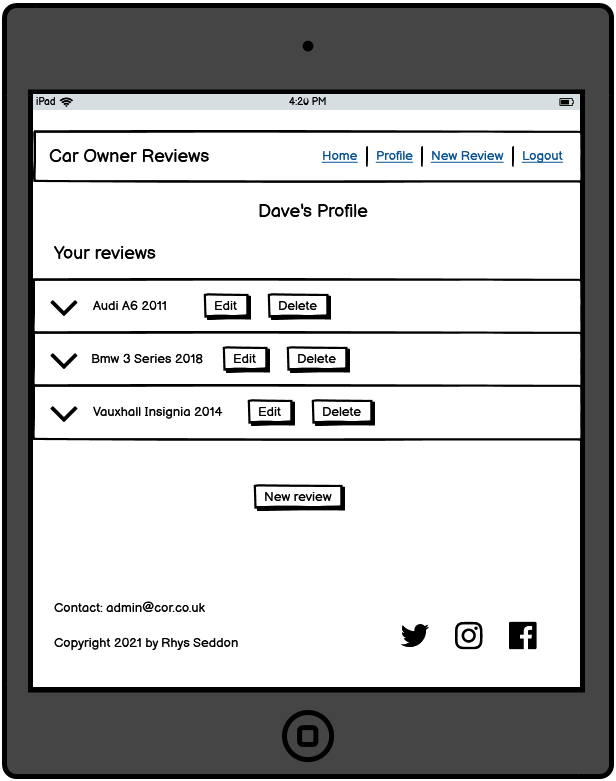 iPad 4:20 PM
Car Owner Reviews Home Profile New Review Logout
Dave's Profile
Your reviews
Audi A6 2011 Edit Delete
Bmw 3 Series 2018 Edit Delete
Vauxhall Insignia 2014 Edit Delete
New review
Contact: admin@cor.co.uk
Copyright 2021 by Rhys Seddon